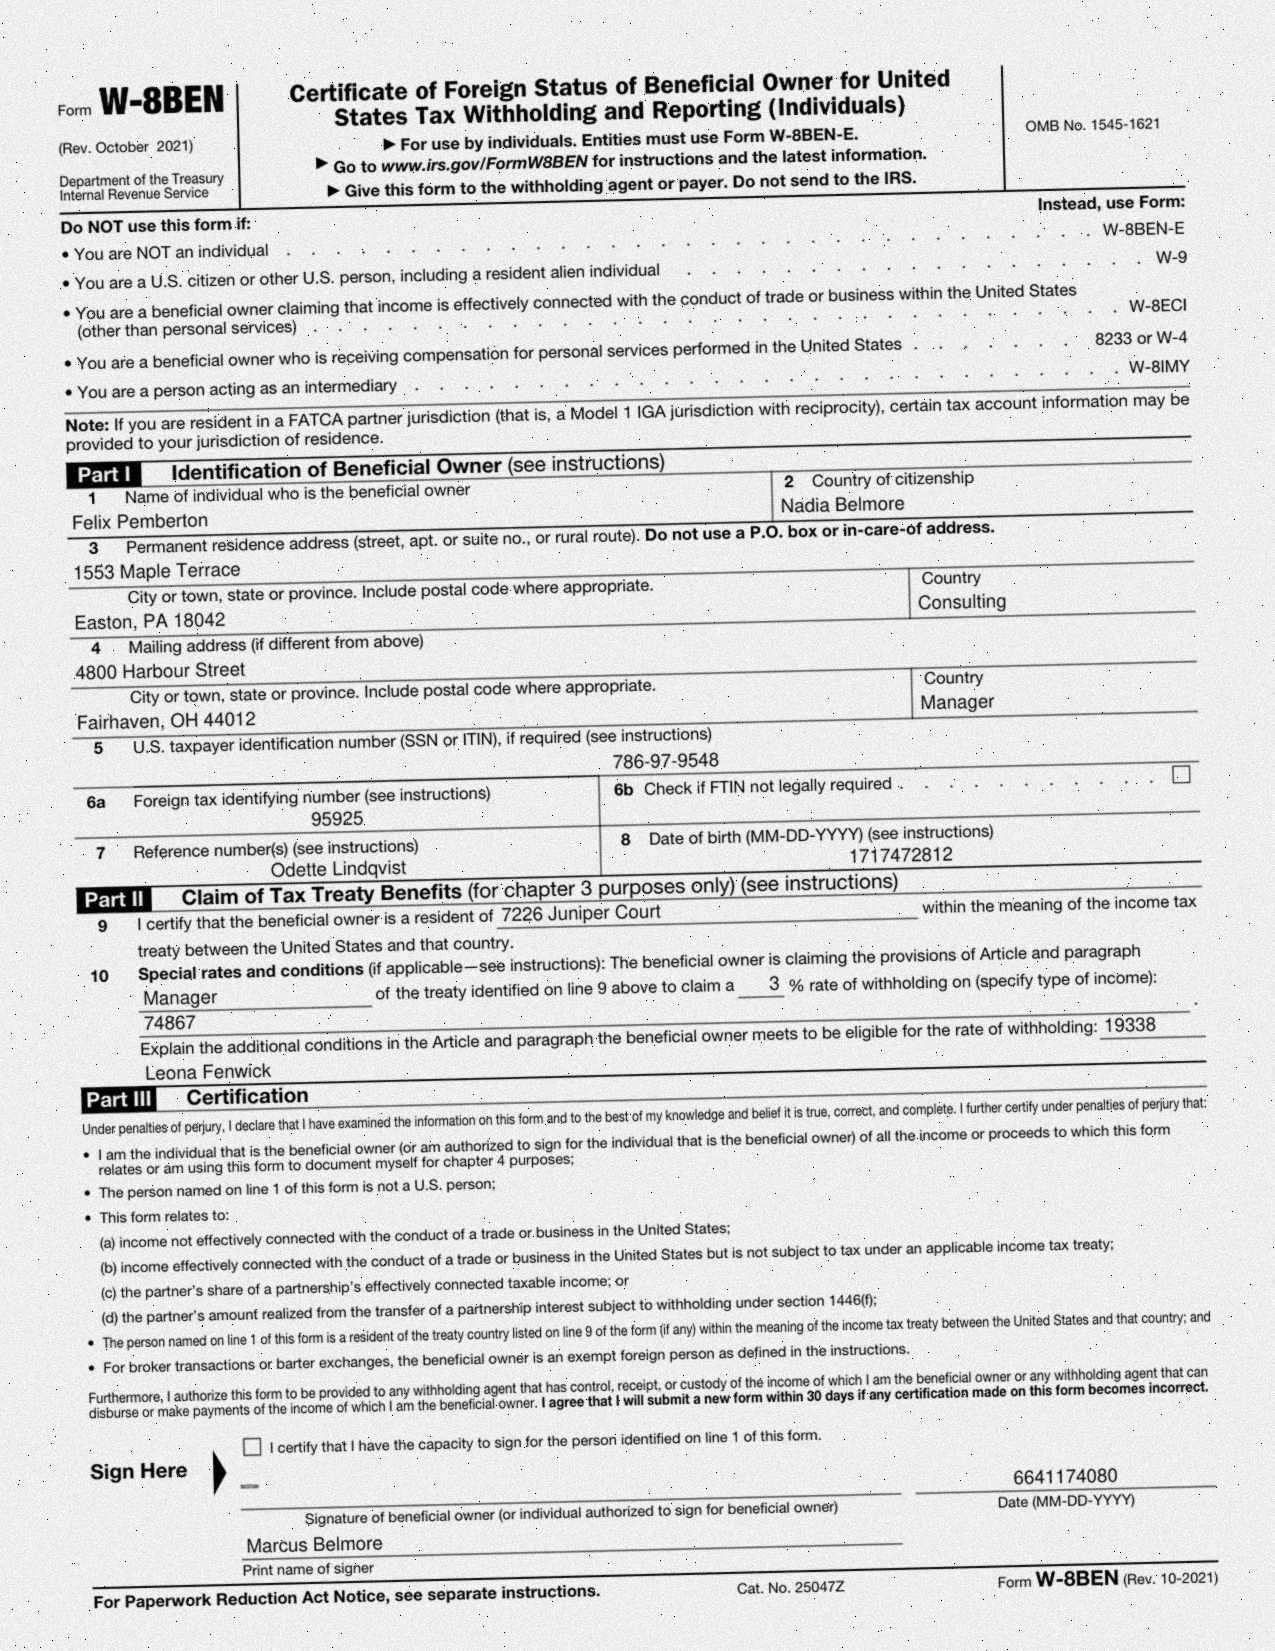 Form W-8BEN
(Rev. October 2021)
Department of the Treasury
Internal Revenue Service
Certificate of Foreign Status of Beneficial Owner for United
States Tax Withholding and Reporting (Individuals)
▶ For use by individuals. Entities must use Form W-8BEN-E.
▶ Go to www.irs.gov/FormW8BEN for instructions and the latest information.
▶ Give this form to the withholding agent or payer. Do not send to the IRS.
OMB No. 1545-1621
Do NOT use this form if:
Instead, use Form:
• You are NOT an individual . . . . . . . . . . W-8BEN-E
• You are a U.S. citizen or other U.S. person, including a resident alien individual . . . . . . . . . . W-9
• You are a beneficial owner claiming that income is effectively connected with the conduct of trade or business within the United States
(other than personal services) . . . . . . . . . . W-8ECI
• You are a beneficial owner who is receiving compensation for personal services performed in the United States . . . . . . . 8233 or W-4
• You are a person acting as an intermediary . . . . . . . . . . W-8IMY
Note: If you are resident in a FATCA partner jurisdiction (that is, a Model 1 IGA jurisdiction with reciprocity), certain tax account information may be
provided to your jurisdiction of residence.
Part I Identification of Beneficial Owner (see instructions)
1 Name of individual who is the beneficial owner
Felix Pemberton
2 Country of citizenship
Nadia Belmore
3 Permanent residence address (street, apt. or suite no., or rural route). Do not use a P.O. box or in-care-of address.
1553 Maple Terrace
City or town, state or province. Include postal code where appropriate.
Easton, PA 18042
Country
Consulting
4 Mailing address (if different from above)
4800 Harbour Street
City or town, state or province. Include postal code where appropriate.
Fairhaven, OH 44012
Country
Manager
5 U.S. taxpayer identification number (SSN or ITIN), if required (see instructions)
786-97-9548
6a Foreign tax identifying number (see instructions)
95925
6b Check if FTIN not legally required . . . . . . . . . .
7 Reference number(s) (see instructions)
Odette Lindqvist
8 Date of birth (MM-DD-YYYY) (see instructions)
1717472812
Part II Claim of Tax Treaty Benefits (for chapter 3 purposes only) (see instructions)
9 I certify that the beneficial owner is a resident of 7226 Juniper Court within the meaning of the income tax
treaty between the United States and that country.
10 Special rates and conditions (if applicable—see instructions): The beneficial owner is claiming the provisions of Article and paragraph
Manager of the treaty identified on line 9 above to claim a 3 % rate of withholding on (specify type of income):
74867 .
Explain the additional conditions in the Article and paragraph the beneficial owner meets to be eligible for the rate of withholding: 19338
Leona Fenwick
Part III Certification
Under penalties of perjury, I declare that I have examined the information on this form and to the best of my knowledge and belief it is true, correct, and complete. I further certify under penalties of perjury that:
• I am the individual that is the beneficial owner (or am authorized to sign for the individual that is the beneficial owner) of all the income or proceeds to which this form
relates or am using this form to document myself for chapter 4 purposes;
• The person named on line 1 of this form is not a U.S. person;
• This form relates to:
(a) income not effectively connected with the conduct of a trade or business in the United States;
(b) income effectively connected with the conduct of a trade or business in the United States but is not subject to tax under an applicable income tax treaty;
(c) the partner's share of a partnership's effectively connected taxable income; or
(d) the partner's amount realized from the transfer of a partnership interest subject to withholding under section 1446(f);
• The person named on line 1 of this form is a resident of the treaty country listed on line 9 of the form (if any) within the meaning of the income tax treaty between the United States and that country; and
• For broker transactions or barter exchanges, the beneficial owner is an exempt foreign person as defined in the instructions.
Furthermore, I authorize this form to be provided to any withholding agent that has control, receipt, or custody of the income of which I am the beneficial owner or any withholding agent that can
disburse or make payments of the income of which I am the beneficial owner. I agree that I will submit a new form within 30 days if any certification made on this form becomes incorrect.
I certify that I have the capacity to sign for the person identified on line 1 of this form.
Sign Here
6641174080
Signature of beneficial owner (or individual authorized to sign for beneficial owner)
Date (MM-DD-YYYY)
Marcus Belmore
Print name of signer
For Paperwork Reduction Act Notice, see separate instructions.
Cat. No. 25047Z
Form W-8BEN (Rev. 10-2021)